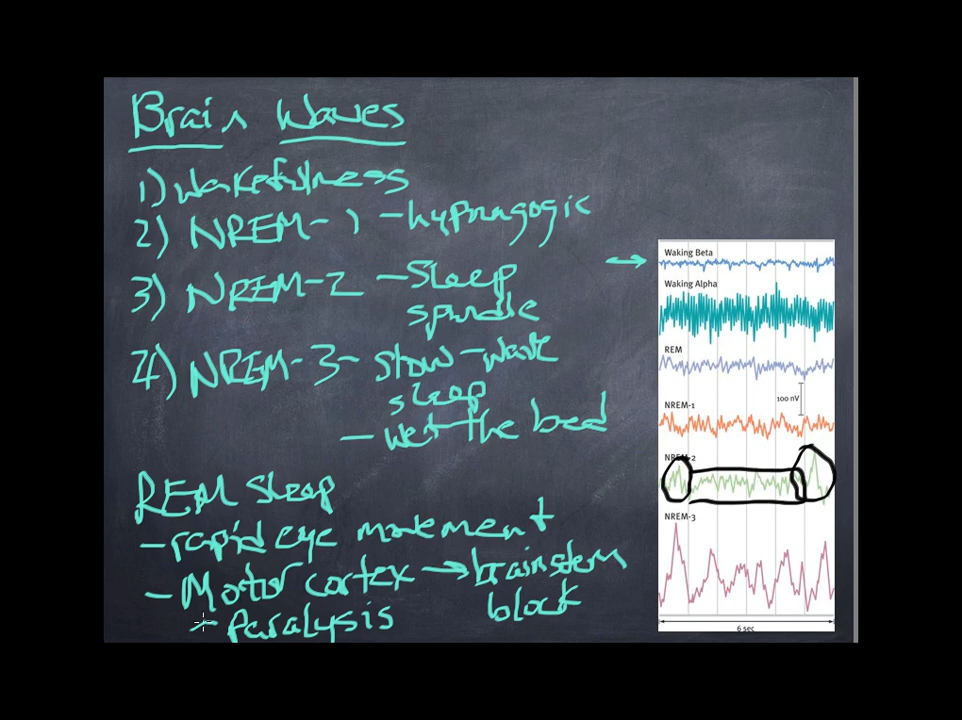 Brain Waves
1) Wakefulness
2) NREM-1 - hypnagogic
3) NREM-2 - Sleep
spindle
4) NREM-3 - slow-wave
sleep
- wet the bed
REM Sleep
- rapid eye movement
- Motor cortex → brainstem
block
- Paralysis
→
Waking Beta
Waking Alpha
REM
100 nV
NREM-1
NREM-2
NREM-3
6 sec